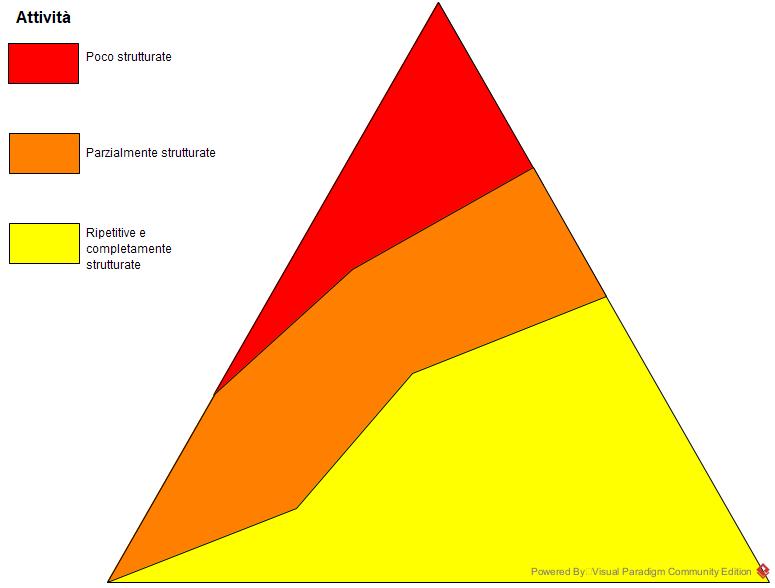 Attività
Poco strutturate
Parzialmente strutturate
Ripetitive e
completamente
strutturate
Powered By Visual Paradigm Community Edition